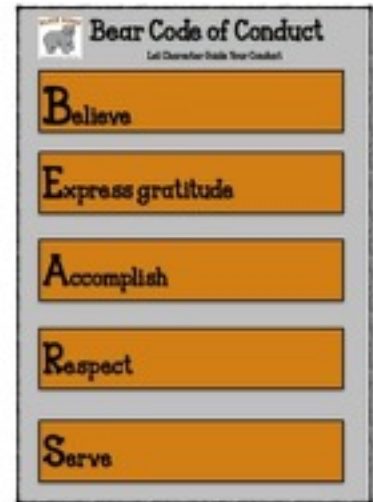 Bear Code of Conduct
Let Character Guide Your Conduct
Believe
Express gratitude
Accomplish
Respect
Serve